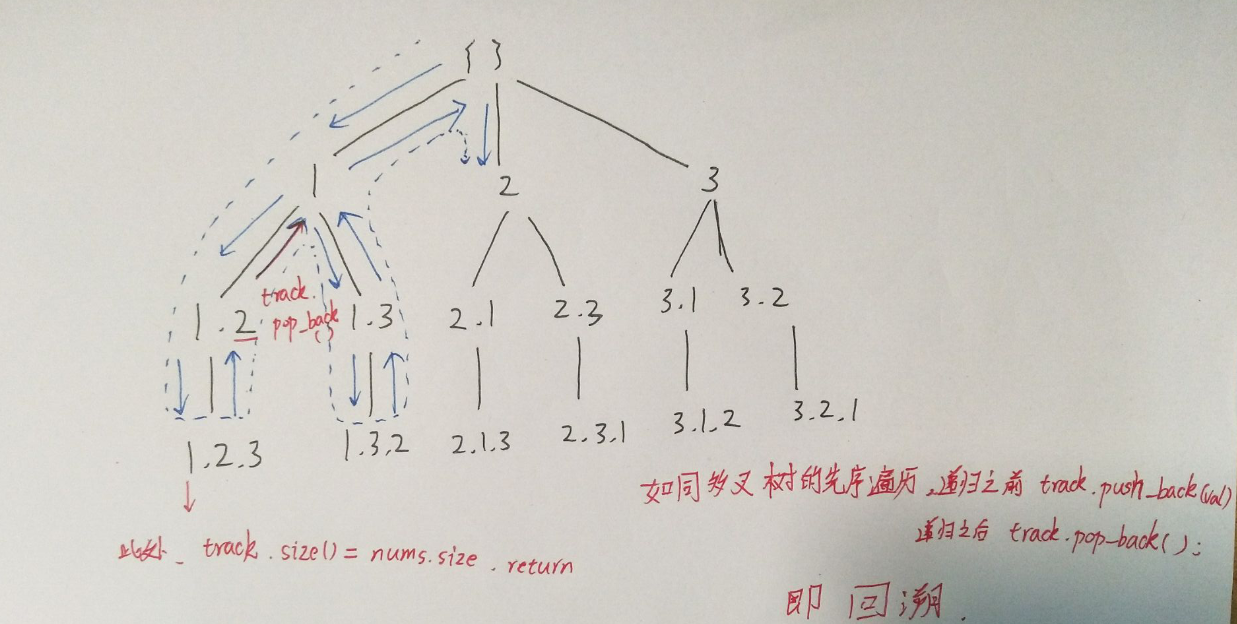 { }
1 2 3
1.2 track. pop_back () 1.3 2.1 2.3 3.1 3.2
1.2.3 1.3.2 2.1.3 2.3.1 3.1.2 3.2.1
如同多叉树的先序遍历,递归之前 track.push_back(val)
递归之后 track.pop_back();
此处 track.size() = nums.size . return
即 回溯.